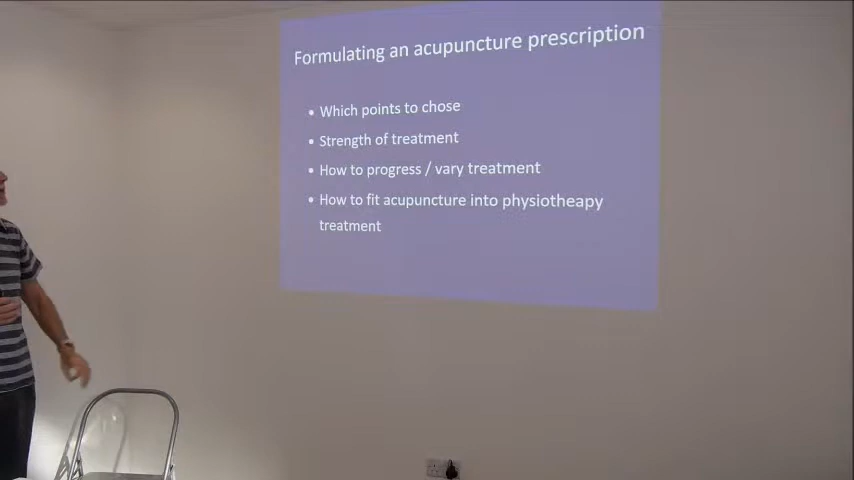 Formulating an acupuncture prescription
• Which points to chose
• Strength of treatment
• How to progress / vary treatment
• How to fit acupuncture into physiotheapy
treatment